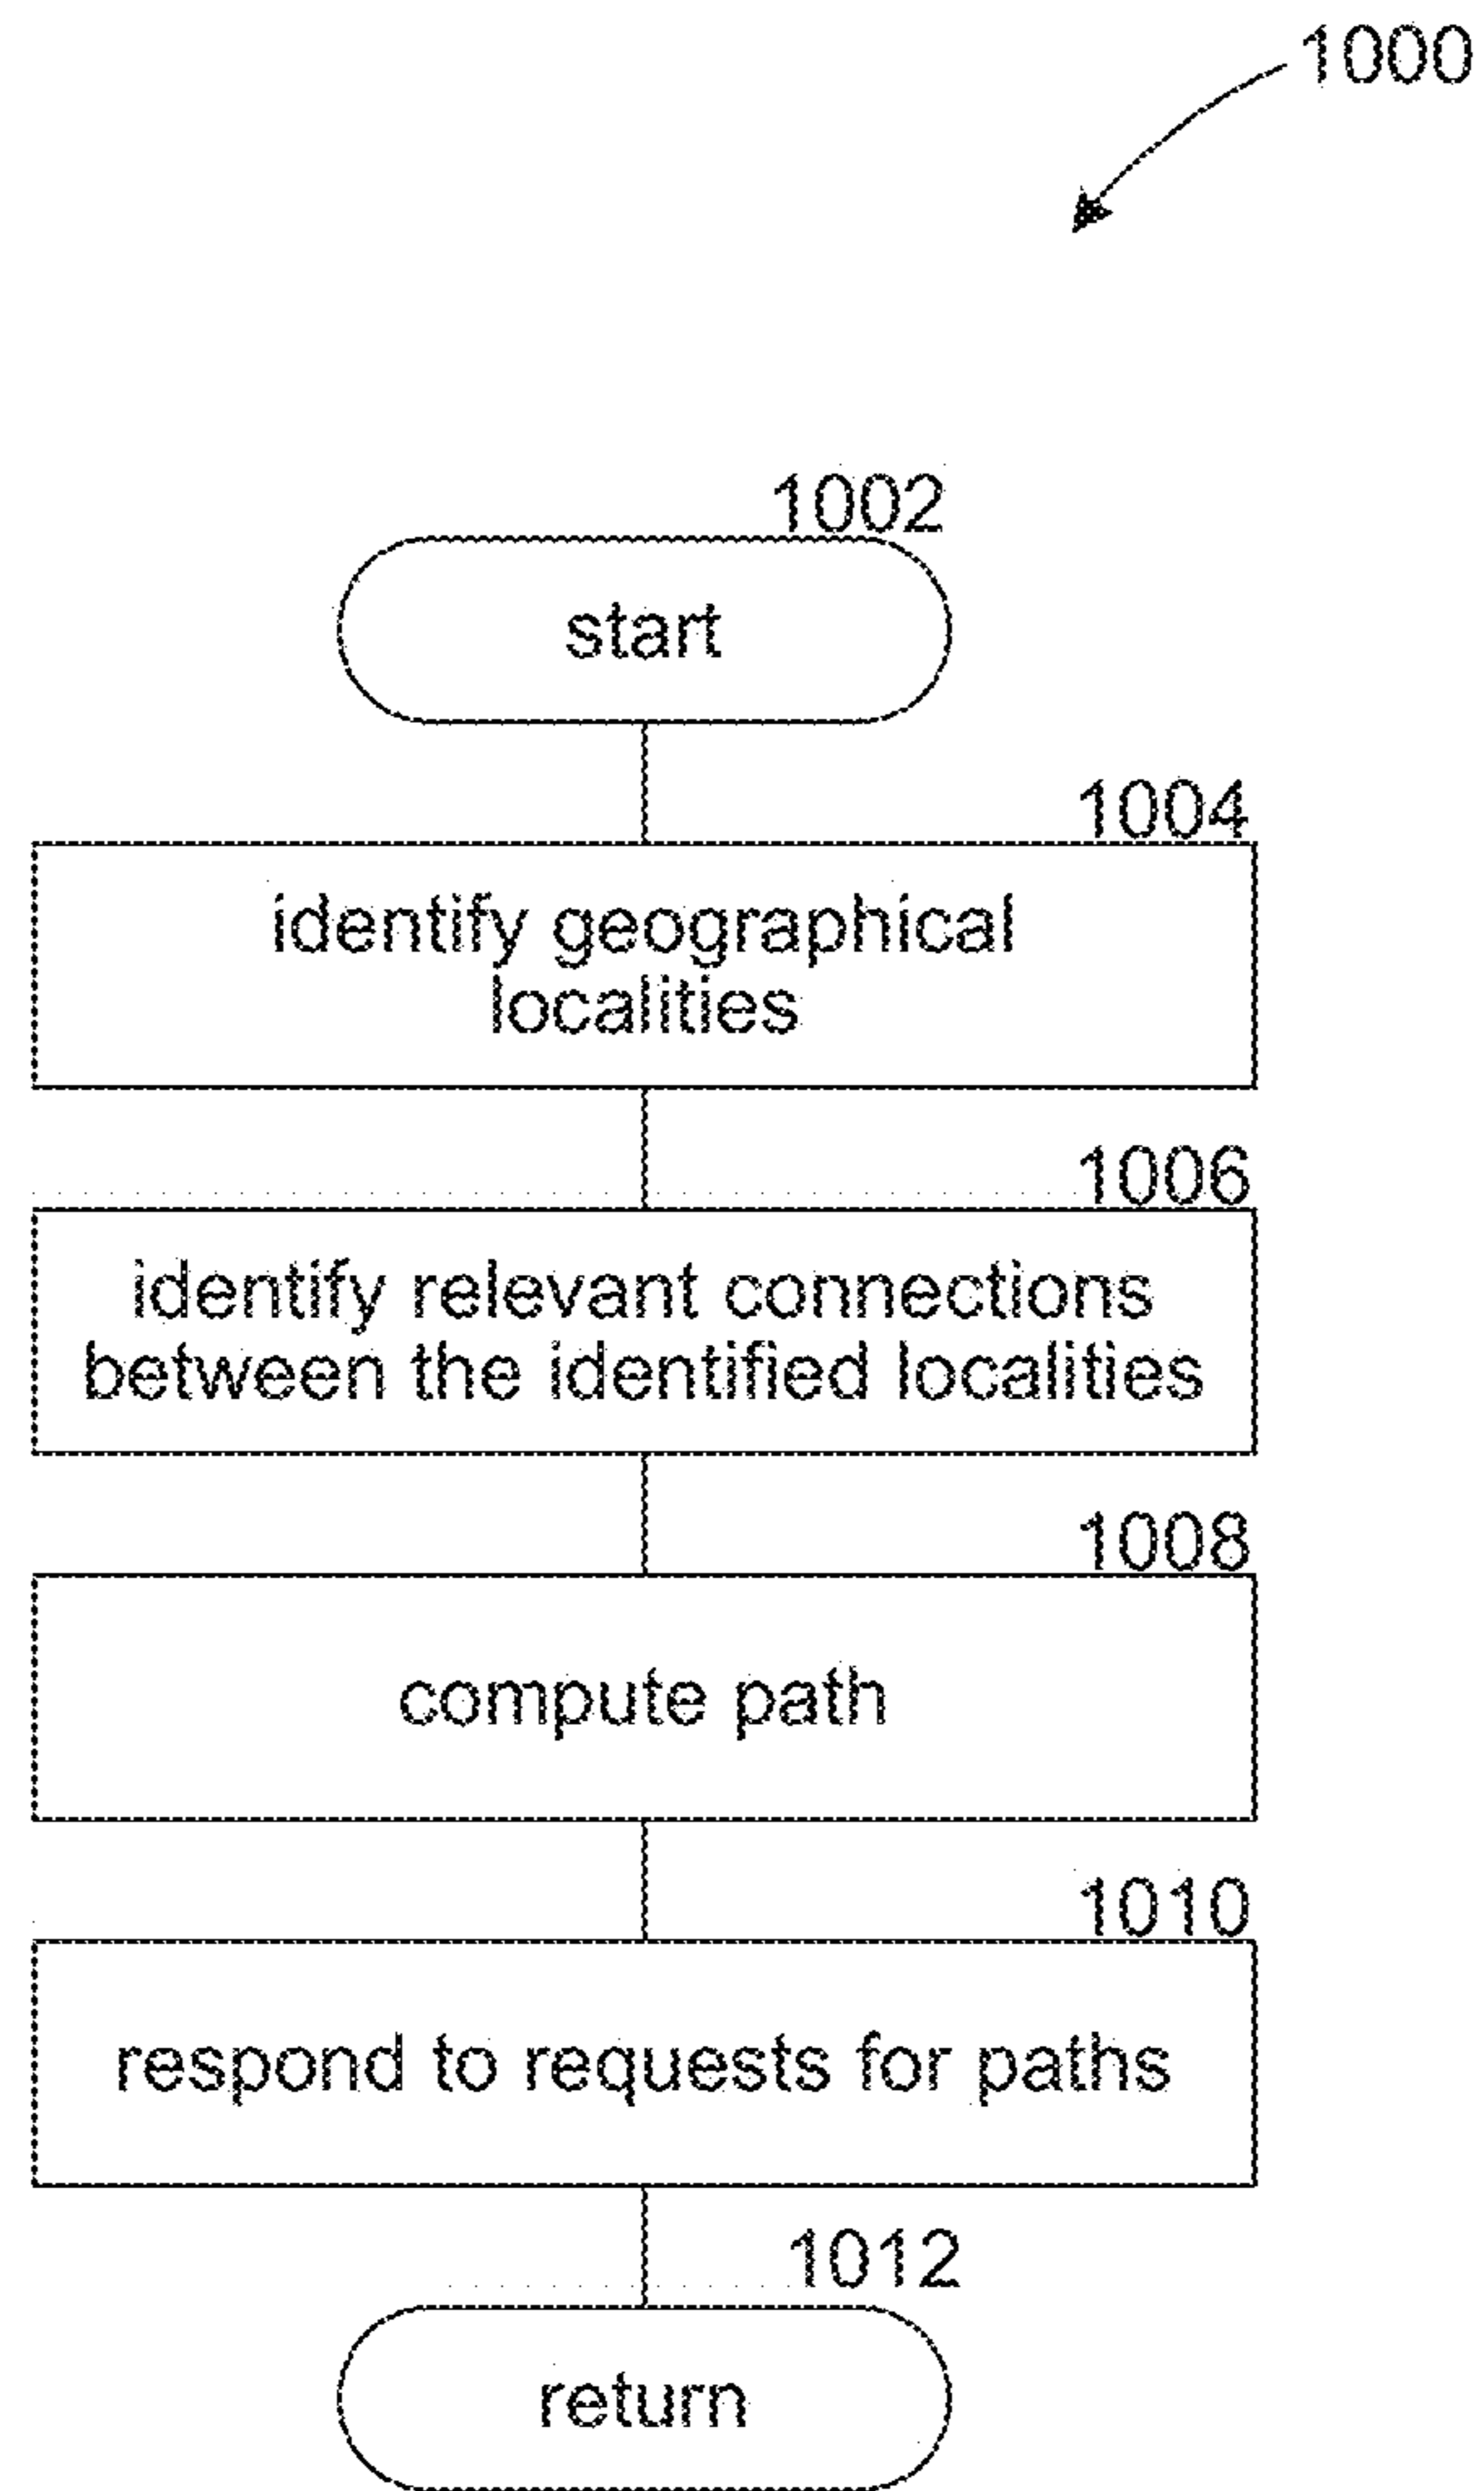 1000
1002
start
1004
identify geographical
localities
1006
identify relevant connections
between the identified localities
1008
compute path
1010
respond to requests for paths
1012
return